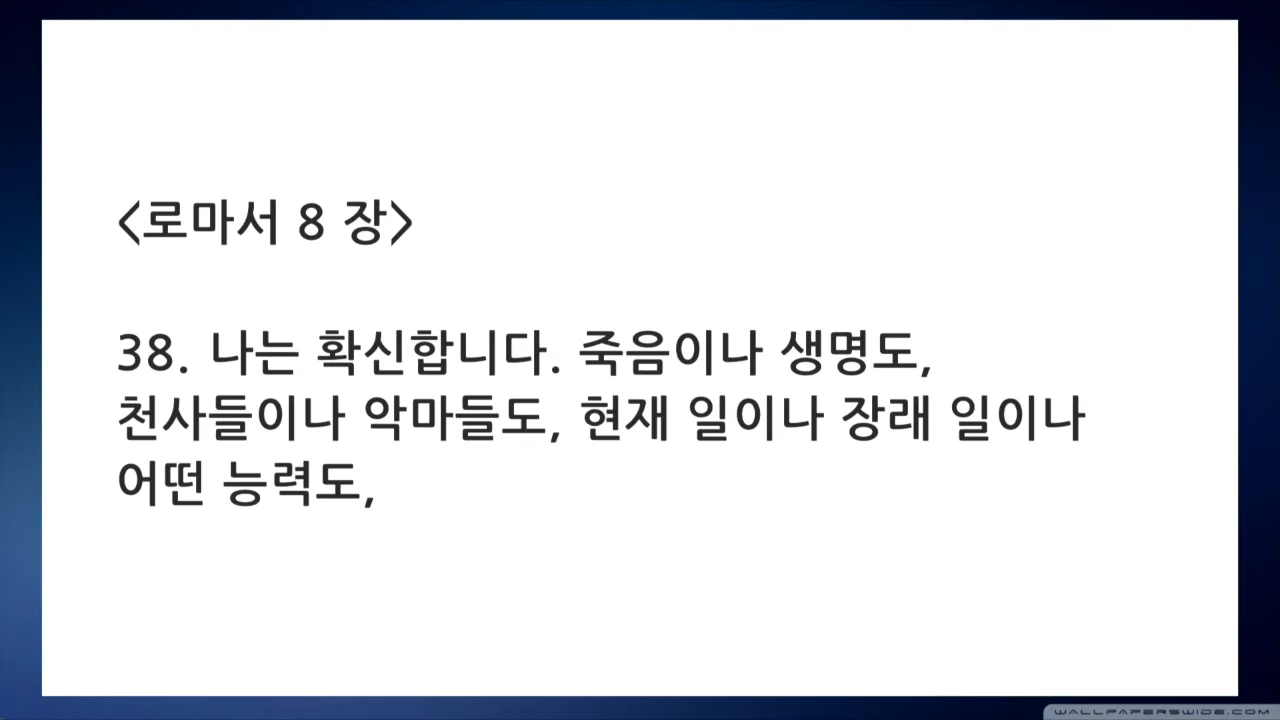 <로마서 8 장>
38. 나는 확신합니다. 죽음이나 생명도,
천사들이나 악마들도, 현재 일이나 장래 일이나
어떤 능력도,
WALLPAPERSWIDE.COM